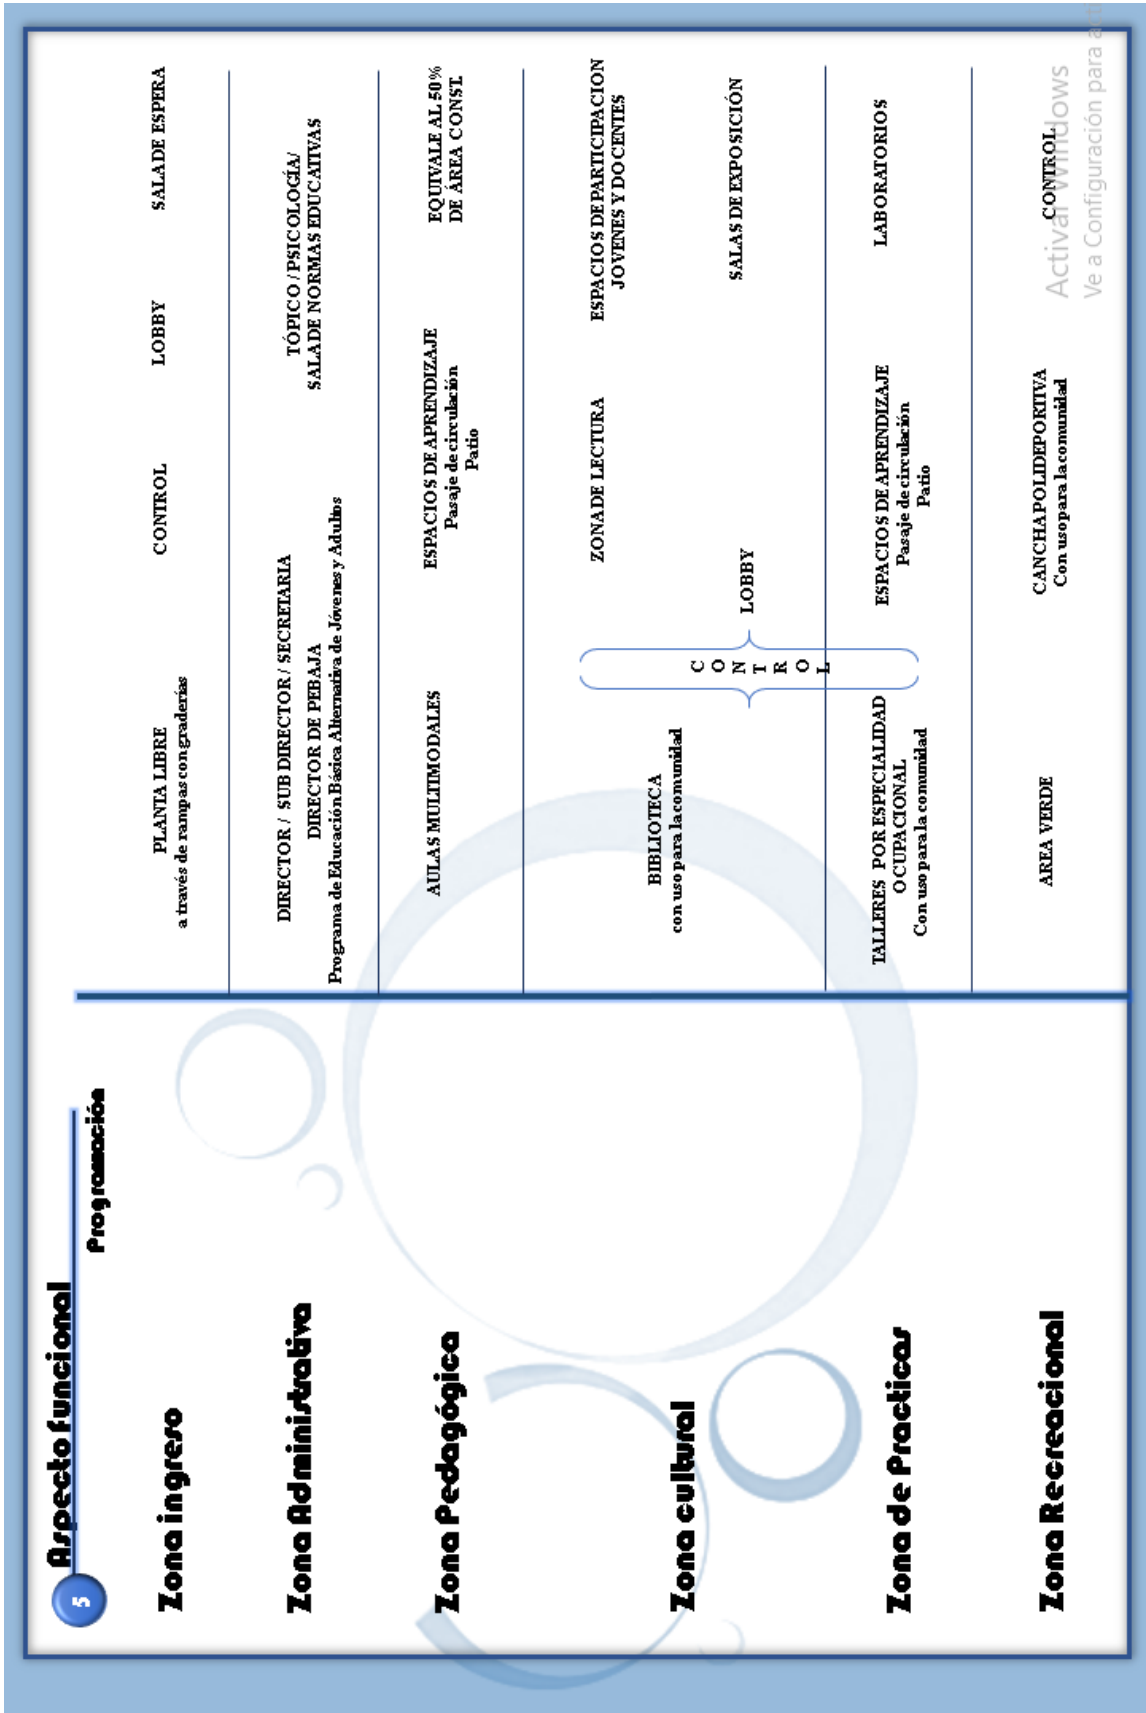 5
Aspecto funcional
Programación
Zona ingreso
PLANTA LIBRE
a través de rampas con graderías
CONTROL
LOBBY
SALA DE ESPERA
Zona Administrativa
DIRECTOR / SUB DIRECTOR / SECRETARIA
DIRECTOR DE PEBAJA
Programa de Educación Básica Alternativa de Jóvenes y Adultos
TÓPICO / PSICOLOGÍA/
SALA DE NORMAS EDUCATIVAS
Zona Pedagógica
AULAS MULTIMODALES
ESPACIOS DE APRENDIZAJE
Pasaje de circulación
Patio
EQUIVALE AL 50%
DE ÁREA CONST.
Zona cultural
BIBLIOTECA
con uso para la comunidad
CONTROL
LOBBY
ZONA DE LECTURA
ESPACIOS DE PARTICIPACION
JOVENES Y DOCENTES
SALAS DE EXPOSICIÓN
Zona de Practicas
TALLERES POR ESPECIALIDAD
OCUPACIONAL
Con uso para la comunidad
ESPACIOS DE APRENDIZAJE
Pasaje de circulación
Patio
LABORATORIOS
Zona Recreacional
AREA VERDE
CANCHA POLIDEPORTIVA
Con uso para la comunidad
CONTROL
Activar Windows
Ve a Configuración para acti